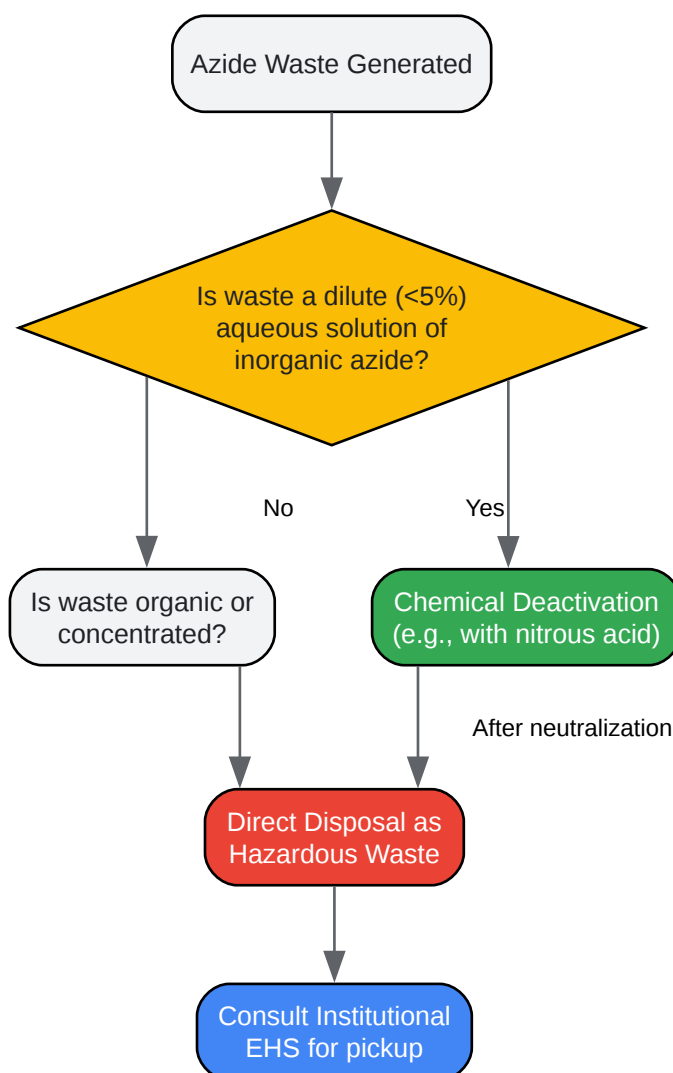 Azide Waste Generated
Is waste a dilute (<5%)
aqueous solution of
inorganic azide?
No
Yes
Is waste organic or
concentrated?
Chemical Deactivation
(e.g., with nitrous acid)
After neutralization
Direct Disposal as
Hazardous Waste
Consult Institutional
EHS for pickup